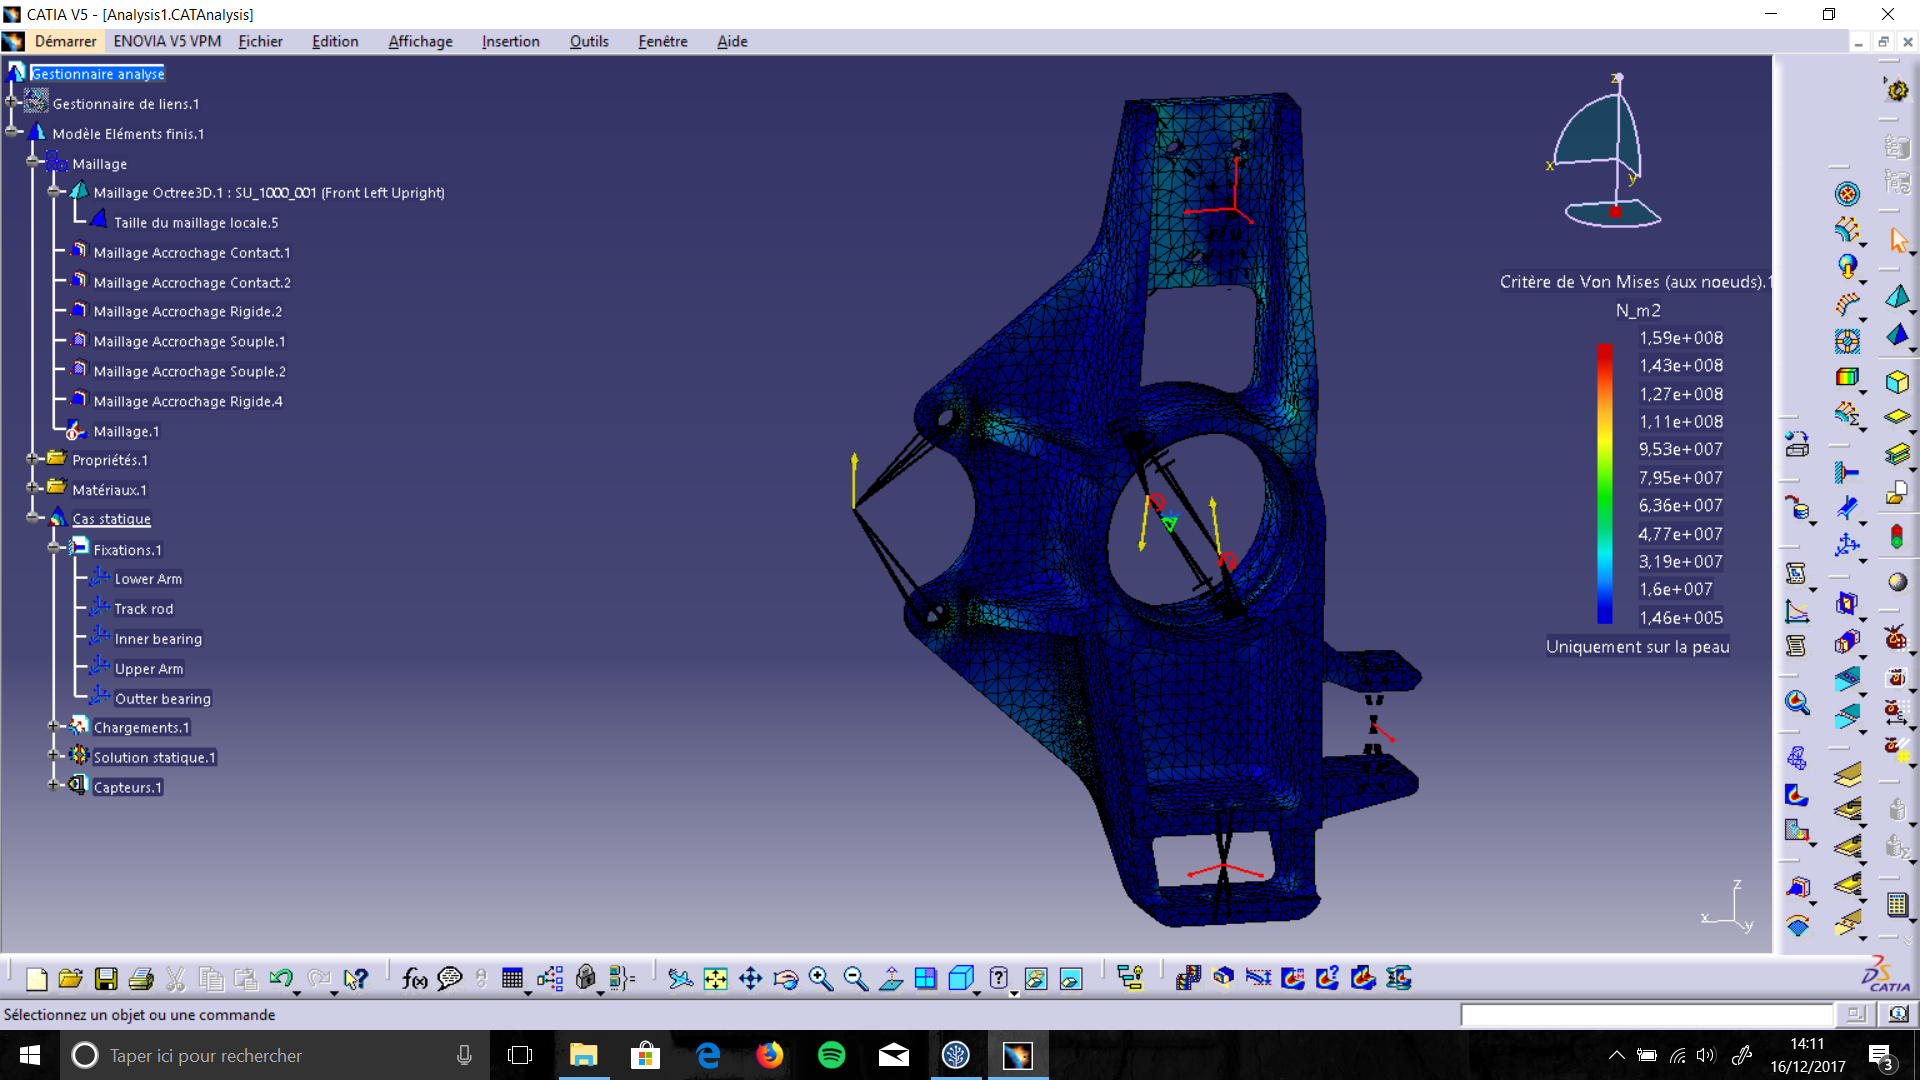 CATIA V5 - [Analysis1.CATAnalysis]
Démarrer ENOVIA V5 VPM Fichier Edition Affichage Insertion Outils Fenêtre Aide
Gestionnaire analyse
Gestionnaire de liens.1
Modèle Eléments finis.1
Maillage
Maillage Octree3D.1 : SU_1000_001 (Front Left Upright)
Taille du maillage locale.5
Maillage Accrochage Contact.1
Maillage Accrochage Contact.2
Maillage Accrochage Rigide.2
Maillage Accrochage Souple.1
Maillage Accrochage Souple.2
Maillage Accrochage Rigide.4
Maillage.1
Propriétés.1
Matériaux.1
Cas statique
Fixations.1
Lower Arm
Track rod
Inner bearing
Upper Arm
Outter bearing
Chargements.1
Solution statique.1
Capteurs.1
z
x
y
Critère de Von Mises (aux noeuds).1
N_m2
1,59e+008
1,43e+008
1,27e+008
1,11e+008
9,53e+007
7,95e+007
6,36e+007
4,77e+007
3,19e+007
1,6e+007
1,46e+005
Uniquement sur la peau
z
x
y
f(x)
CATIA
Sélectionnez un objet ou une commande
Taper ici pour rechercher
14:11
16/12/2017
3